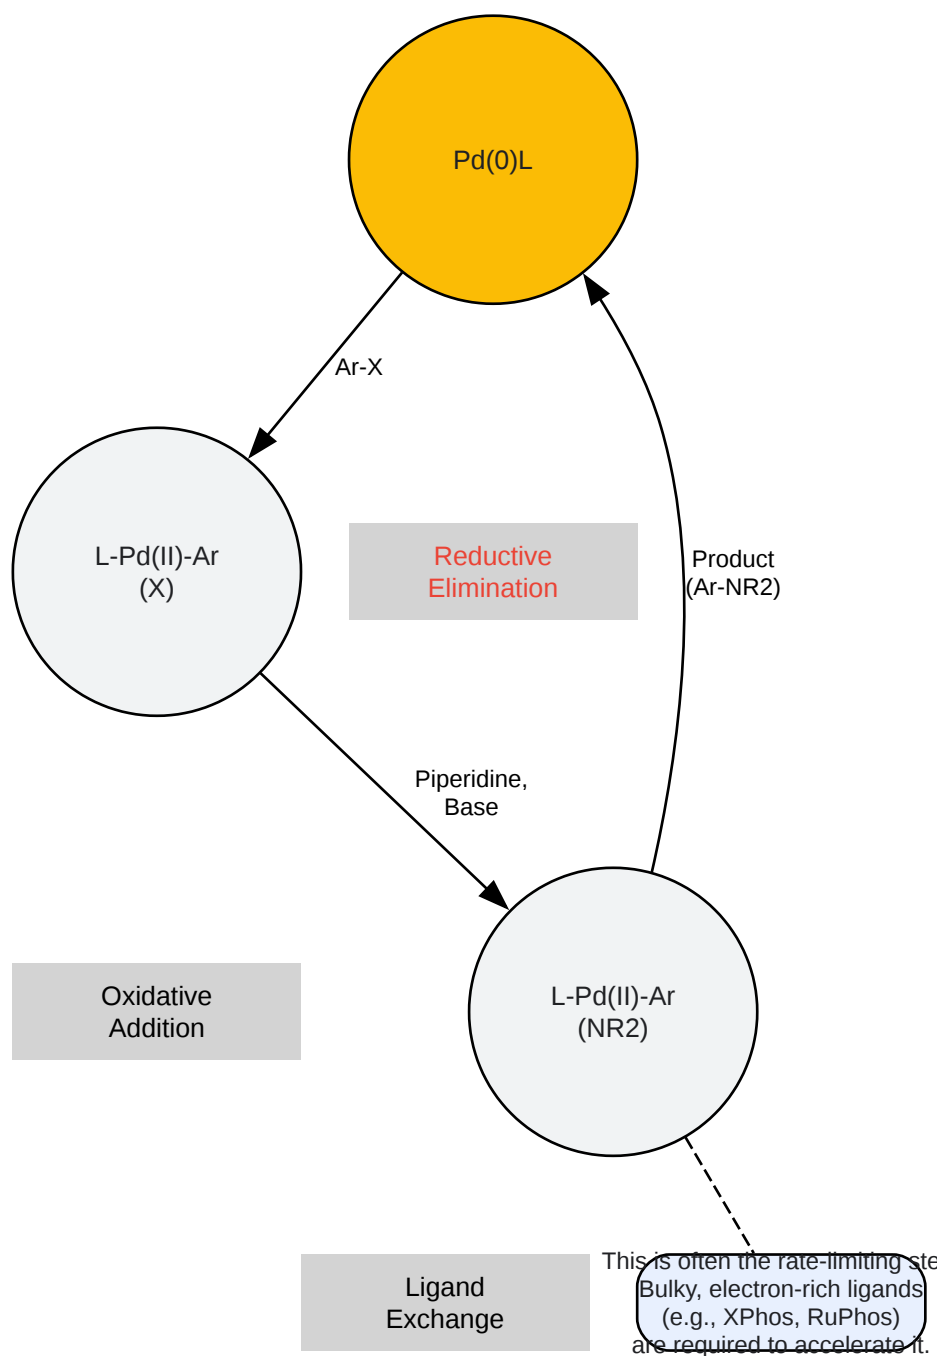 Pd(0)L
Ar-X
L-Pd(II)-Ar
(X)
Reductive
Elimination
Product
(Ar-NR2)
Piperidine,
Base
Oxidative
Addition
L-Pd(II)-Ar
(NR2)
Ligand
Exchange
This is often the rate-limiting ste
Bulky, electron-rich ligands
(e.g., XPhos, RuPhos)
are required to accelerate it.